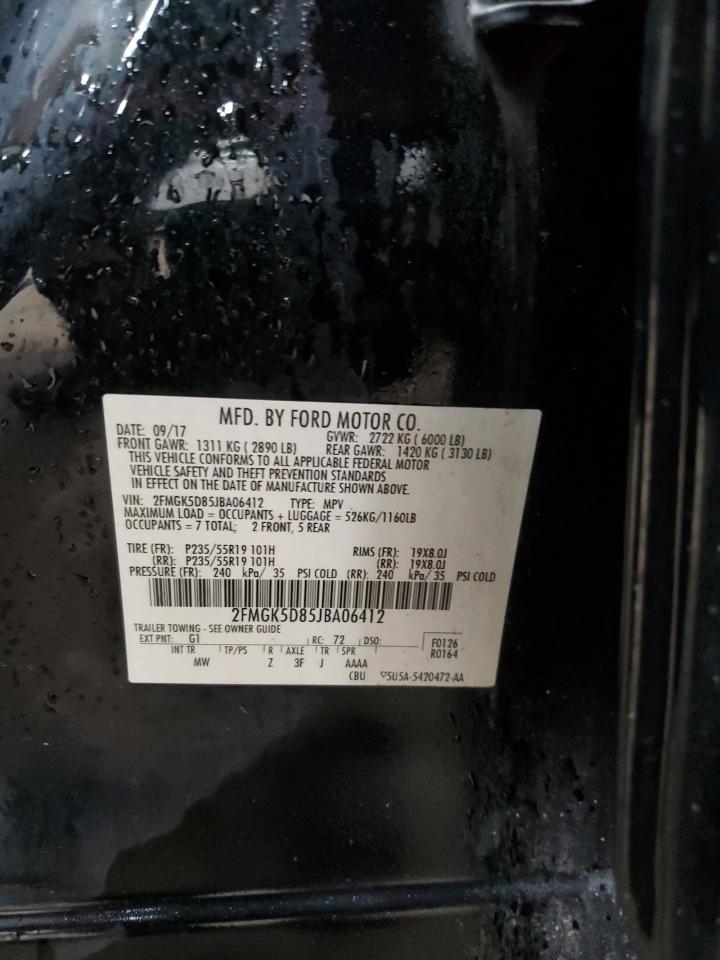 MFD. BY FORD MOTOR CO.
DATE: 09/17 GVWR: 2722 KG ( 6000 LB)
FRONT GAWR: 1311 KG ( 2890 LB) REAR GAWR: 1420 KG ( 3130 LB)
THIS VEHICLE CONFORMS TO ALL APPLICABLE FEDERAL MOTOR
VEHICLE SAFETY AND THEFT PREVENTION STANDARDS
IN EFFECT ON THE DATE OF MANUFACTURE SHOWN ABOVE.
VIN: 2FMGK5D85JBA06412 TYPE: MPV
MAXIMUM LOAD = OCCUPANTS + LUGGAGE = 526KG/1160LB
OCCUPANTS = 7 TOTAL; 2 FRONT, 5 REAR
TIRE (FR): P235/55R19 101H RIMS (FR): 19X8.0J
(RR): P235/55R19 101H (RR): 19X8.0J
PRESSURE (FR): 240 kPa/ 35 PSI COLD (RR): 240 kPa/ 35 PSI COLD
2FMGK5D85JBA06412
TRAILER TOWING - SEE OWNER GUIDE
EXT PNT: G1 RC: 72 DSO: F0126
INT TR TP/PS R AXLE TR SPR R0164
MW Z 3F J AAAA
CBU ▽5U5A-5420472-AA